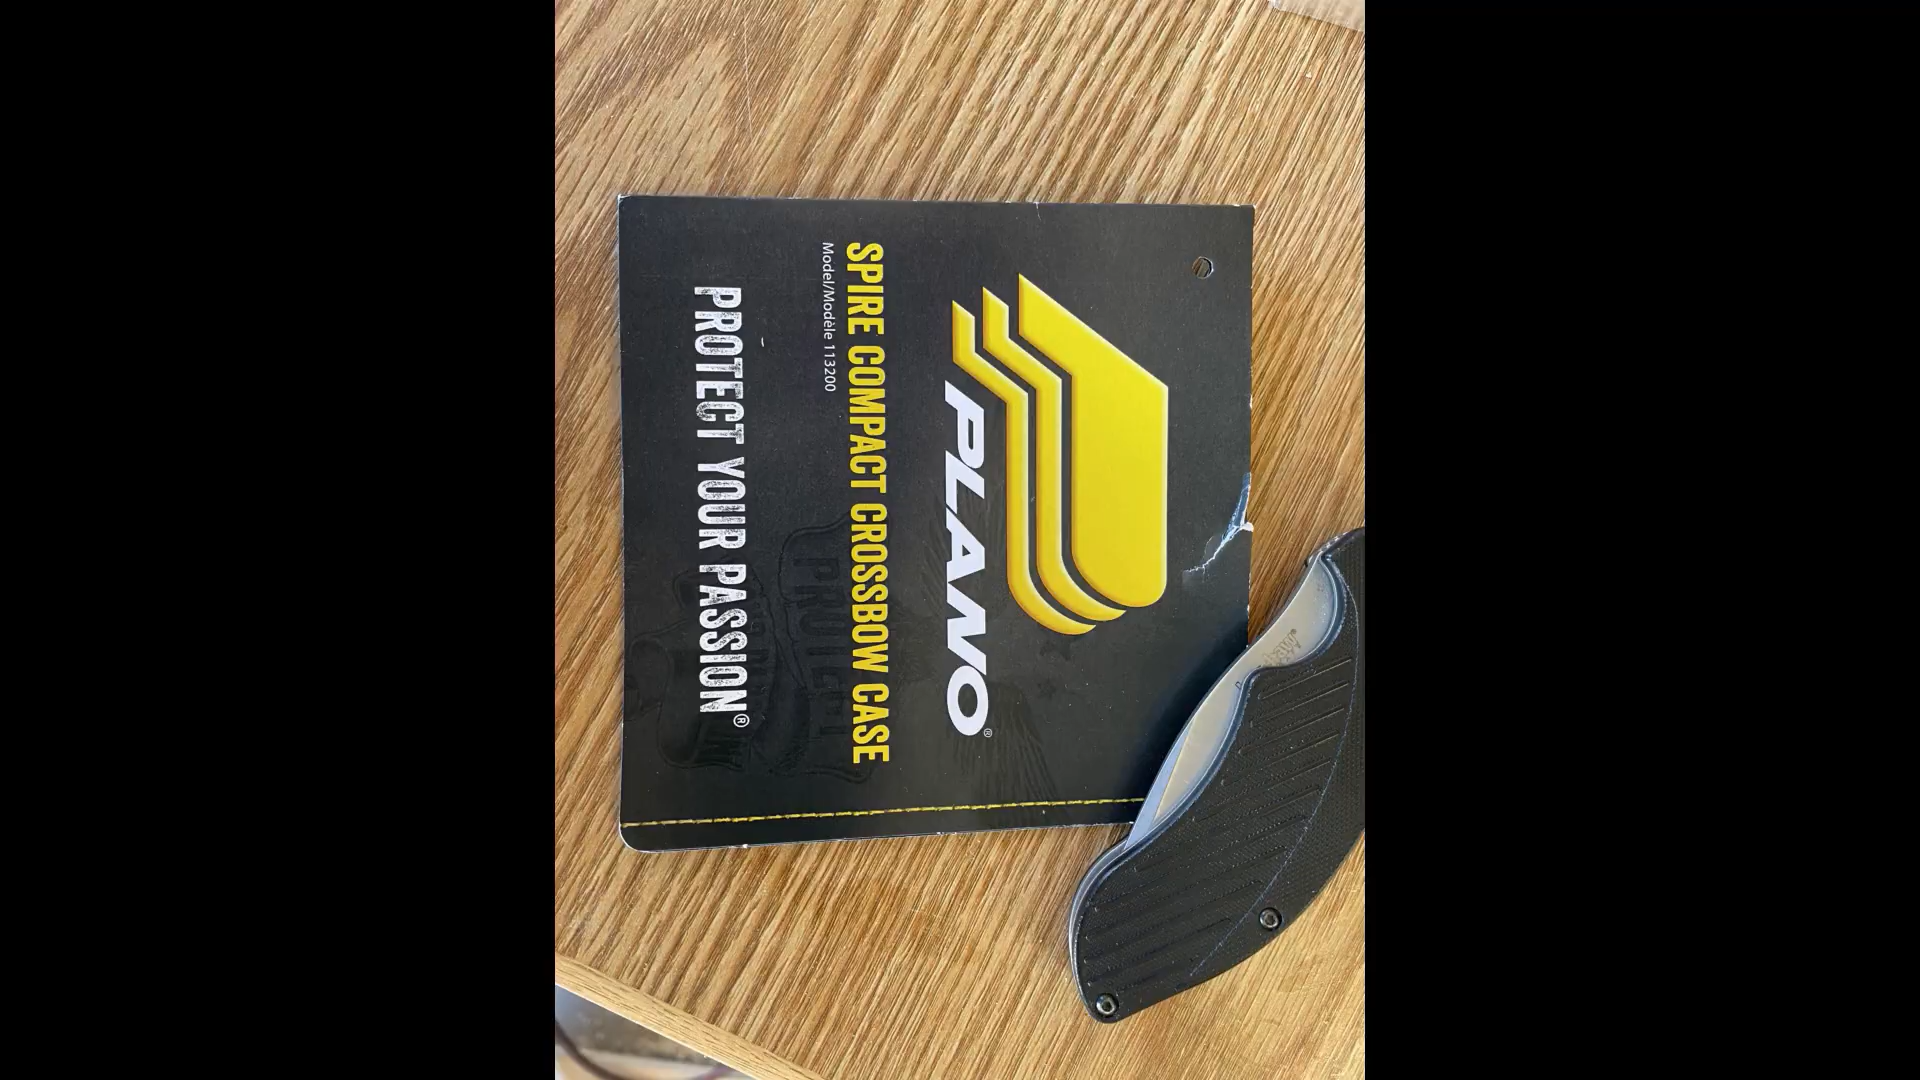 PLANO®
SPIRE COMPACT CROSSBOW CASE
Model/Modèle 113200
PROTECT YOUR PASSION®